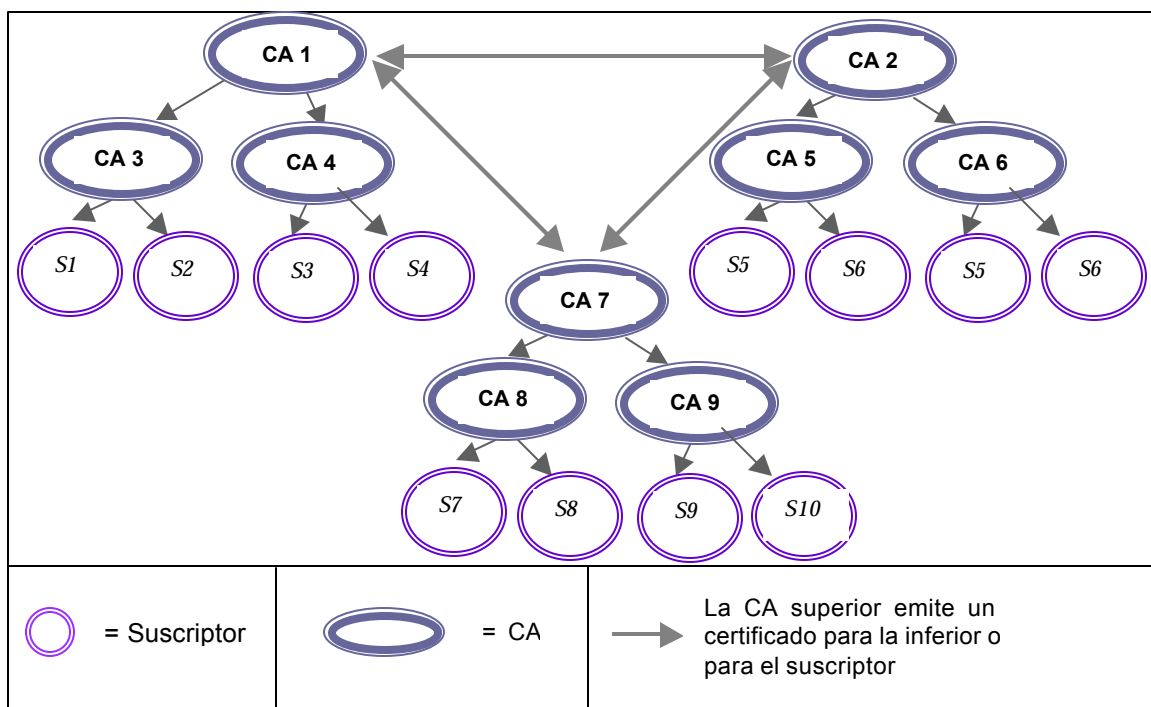 CA 1
CA 2
CA 3
CA 4
CA 5
CA 6
S1
S2
S3
S4
S5
S6
S5
S6
CA 7
CA 8
CA 9
S7
S8
S9
S10
= Suscriptor
= CA
La CA superior emite un
certificado para la inferior o
para el suscriptor